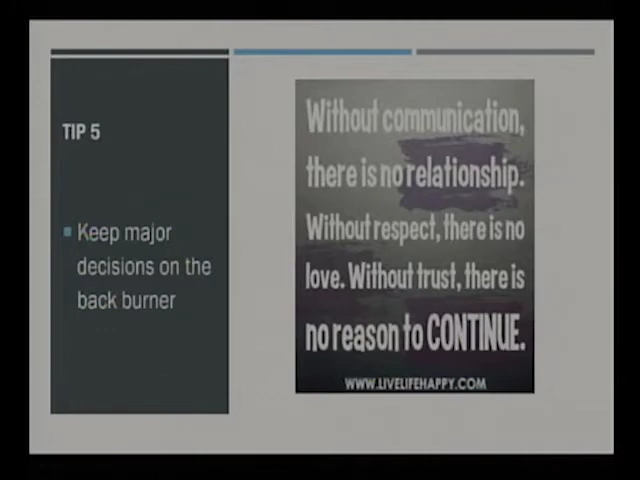 TIP 5
Keep major
decisions on the
back burner
Without communication,
there is no relationship.
Without respect, there is no
love. Without trust, there is
no reason to CONTINUE.
WWW.LIVELIFEHAPPY.COM